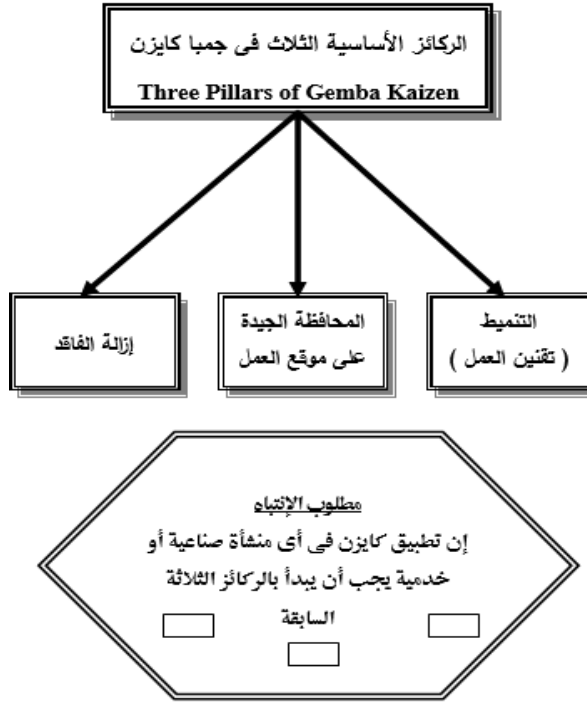 الركائز الأساسية الثلاث فى جمبا كايزن
Three Pillars of Gemba Kaizen
التنميط
( تقنين العمل )
المحافظة الجيدة
على موقع العمل
إزالة الفاقد
مطلوب الإنتباه
إن تطبيق كايزن فى أى منشأة صناعية أو
خدمية يجب أن يبدأ بالركائز الثلاثة
السابقة